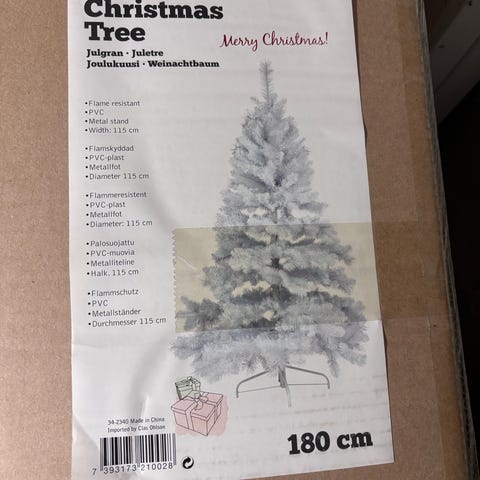 Christmas
Tree
Merry Christmas!
Julgran · Juletre
Joulukuusi · Weinachtbaum
• Flame resistant
• PVC
• Metal stand
• Width: 115 cm
• Flamskyddad
• PVC-plast
• Metallfot
• Diameter 115 cm
• Flammeresistent
• PVC-plast
• Metallfot
• Diameter: 115 cm
• Palosuojattu
• PVC-muovia
• Metalliteline
• Halk. 115 cm
• Flammschutz
• PVC
• Metallständer
• Durchmesser 115 cm
34-2340 Made in China
Imported by Clas Ohlson
7 393173 210028
180 cm